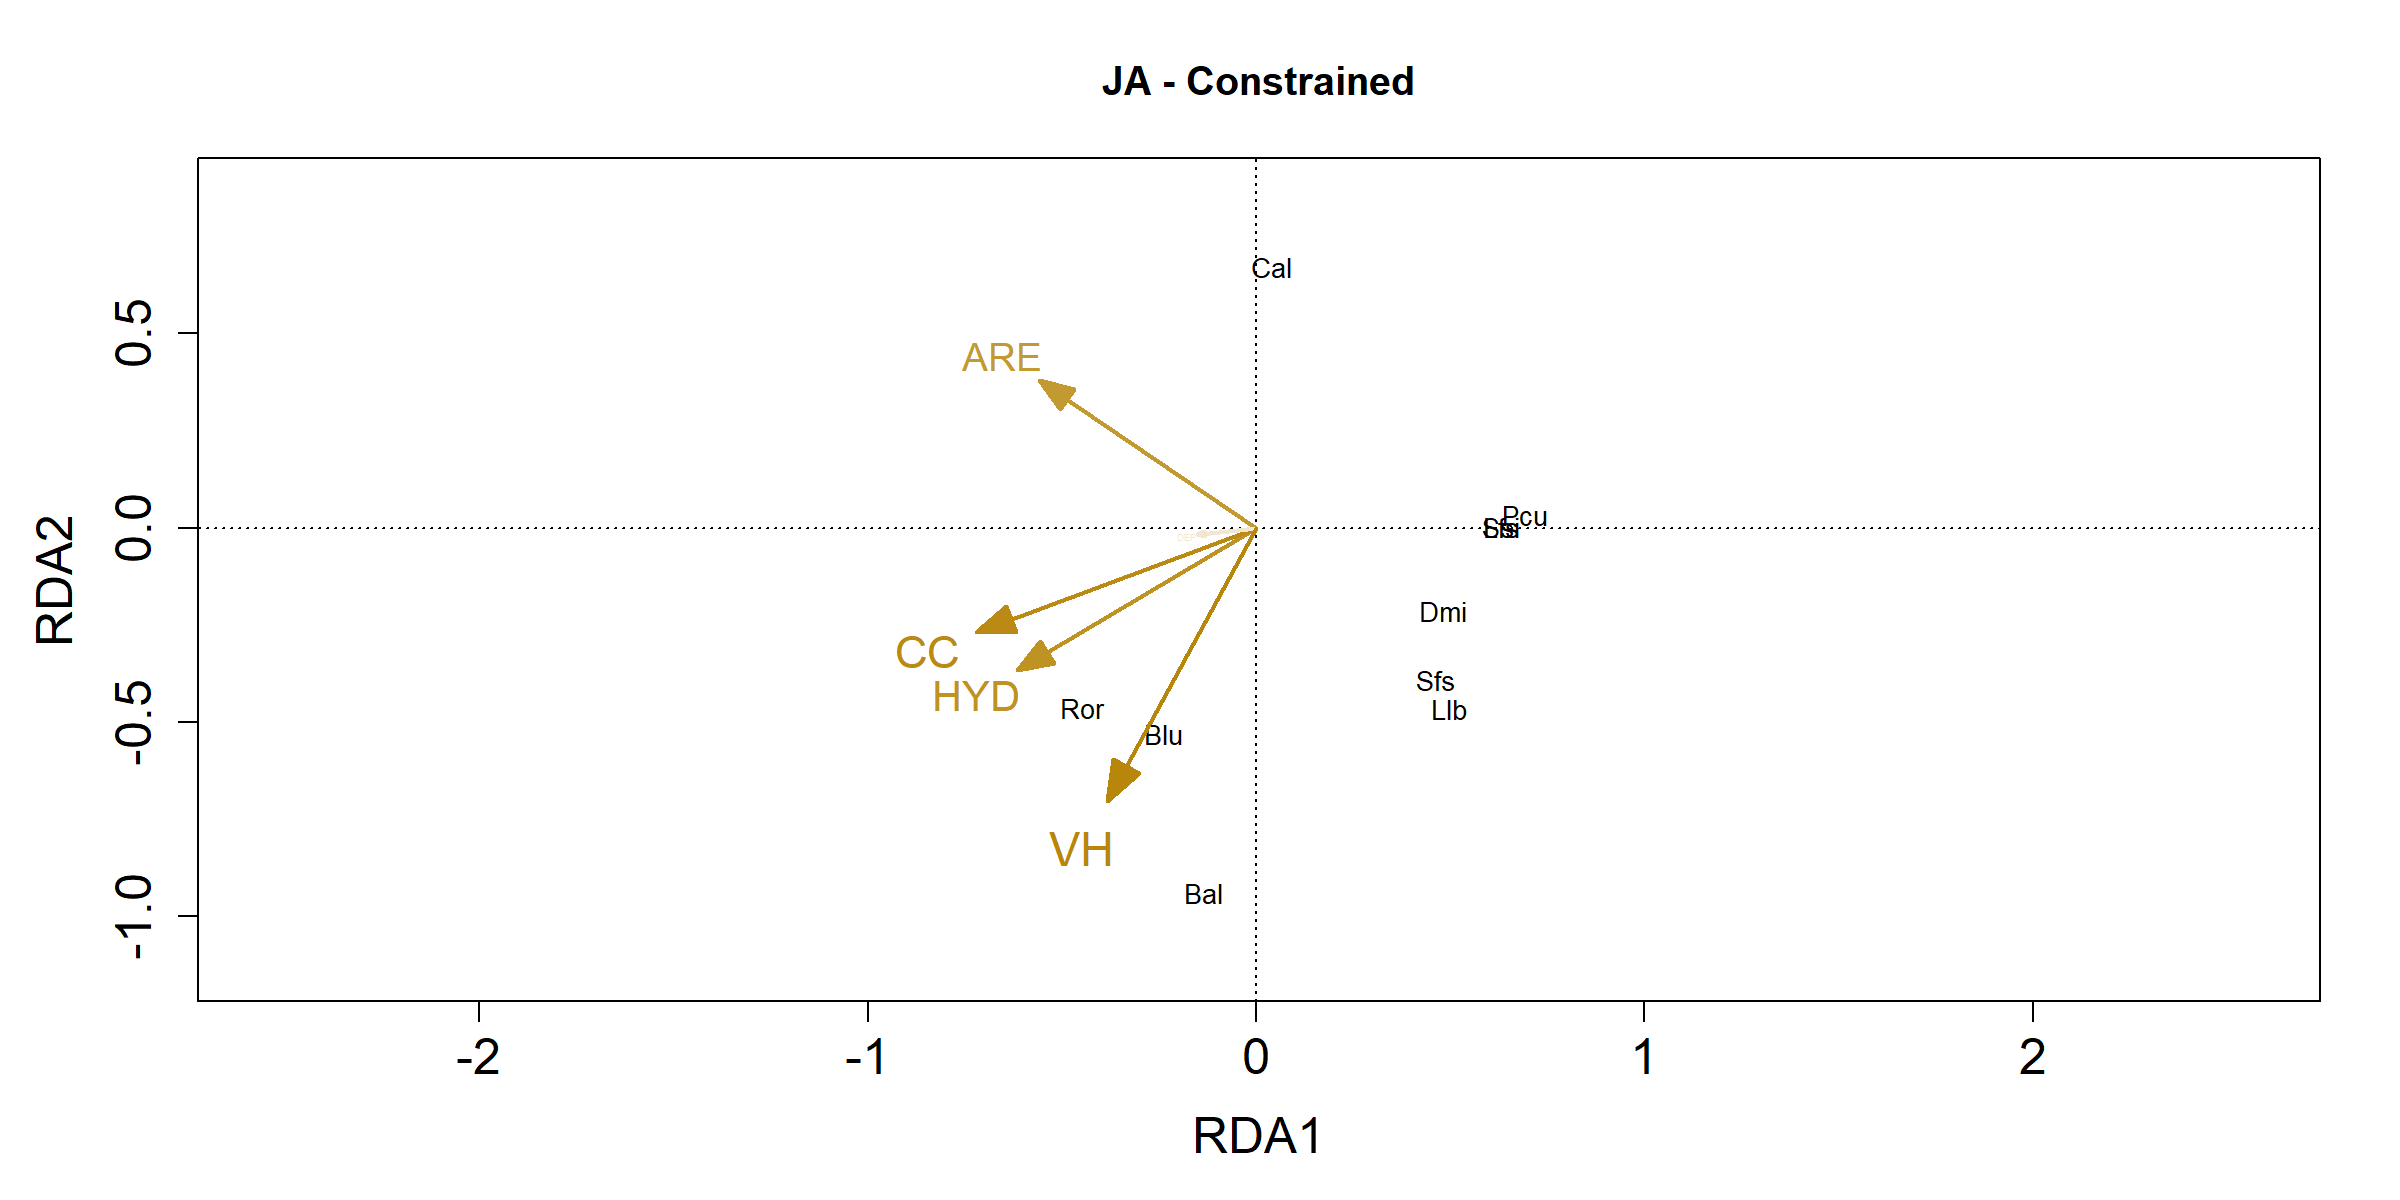 JA - Constrained
Cal
0.5
ARE
Pcu
0.0
RDA2
Dmi
CC
HYD
Sfs
Ror
Llb
-0.5
Blu
VH
Bal
-1.0
-2 -1 0 1 2
RDA1